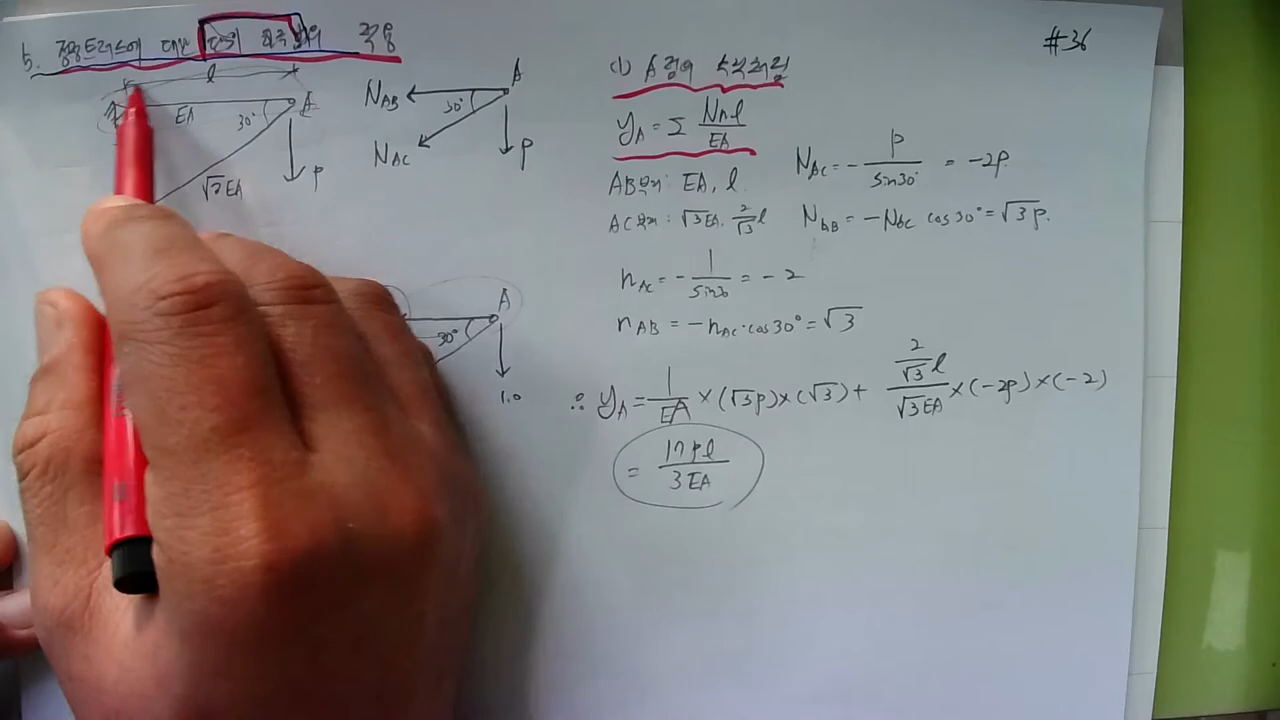 #36
5. 적용
l
A
EA
30°
√3EA
P
N_AB
30°
A
N_AC
P
A
30°
1.0
(1) A점의 수직처짐
y_A = Σ Nnl/EA
AB부재: EA, l
AC부재: √3EA, 2/√3 l
N_AC = - P/sin30° = -2P
N_AB = -N_AC cos30° = √3P.
n_AC = - 1/sin30 = -2
n_AB = -n_AC·cos30° = √3
∴ y_A = 1/EA × (√3P)×(√3) + (2/√3 l)/(√3EA) × (-2P)×(-2)
= 17Pl/3EA